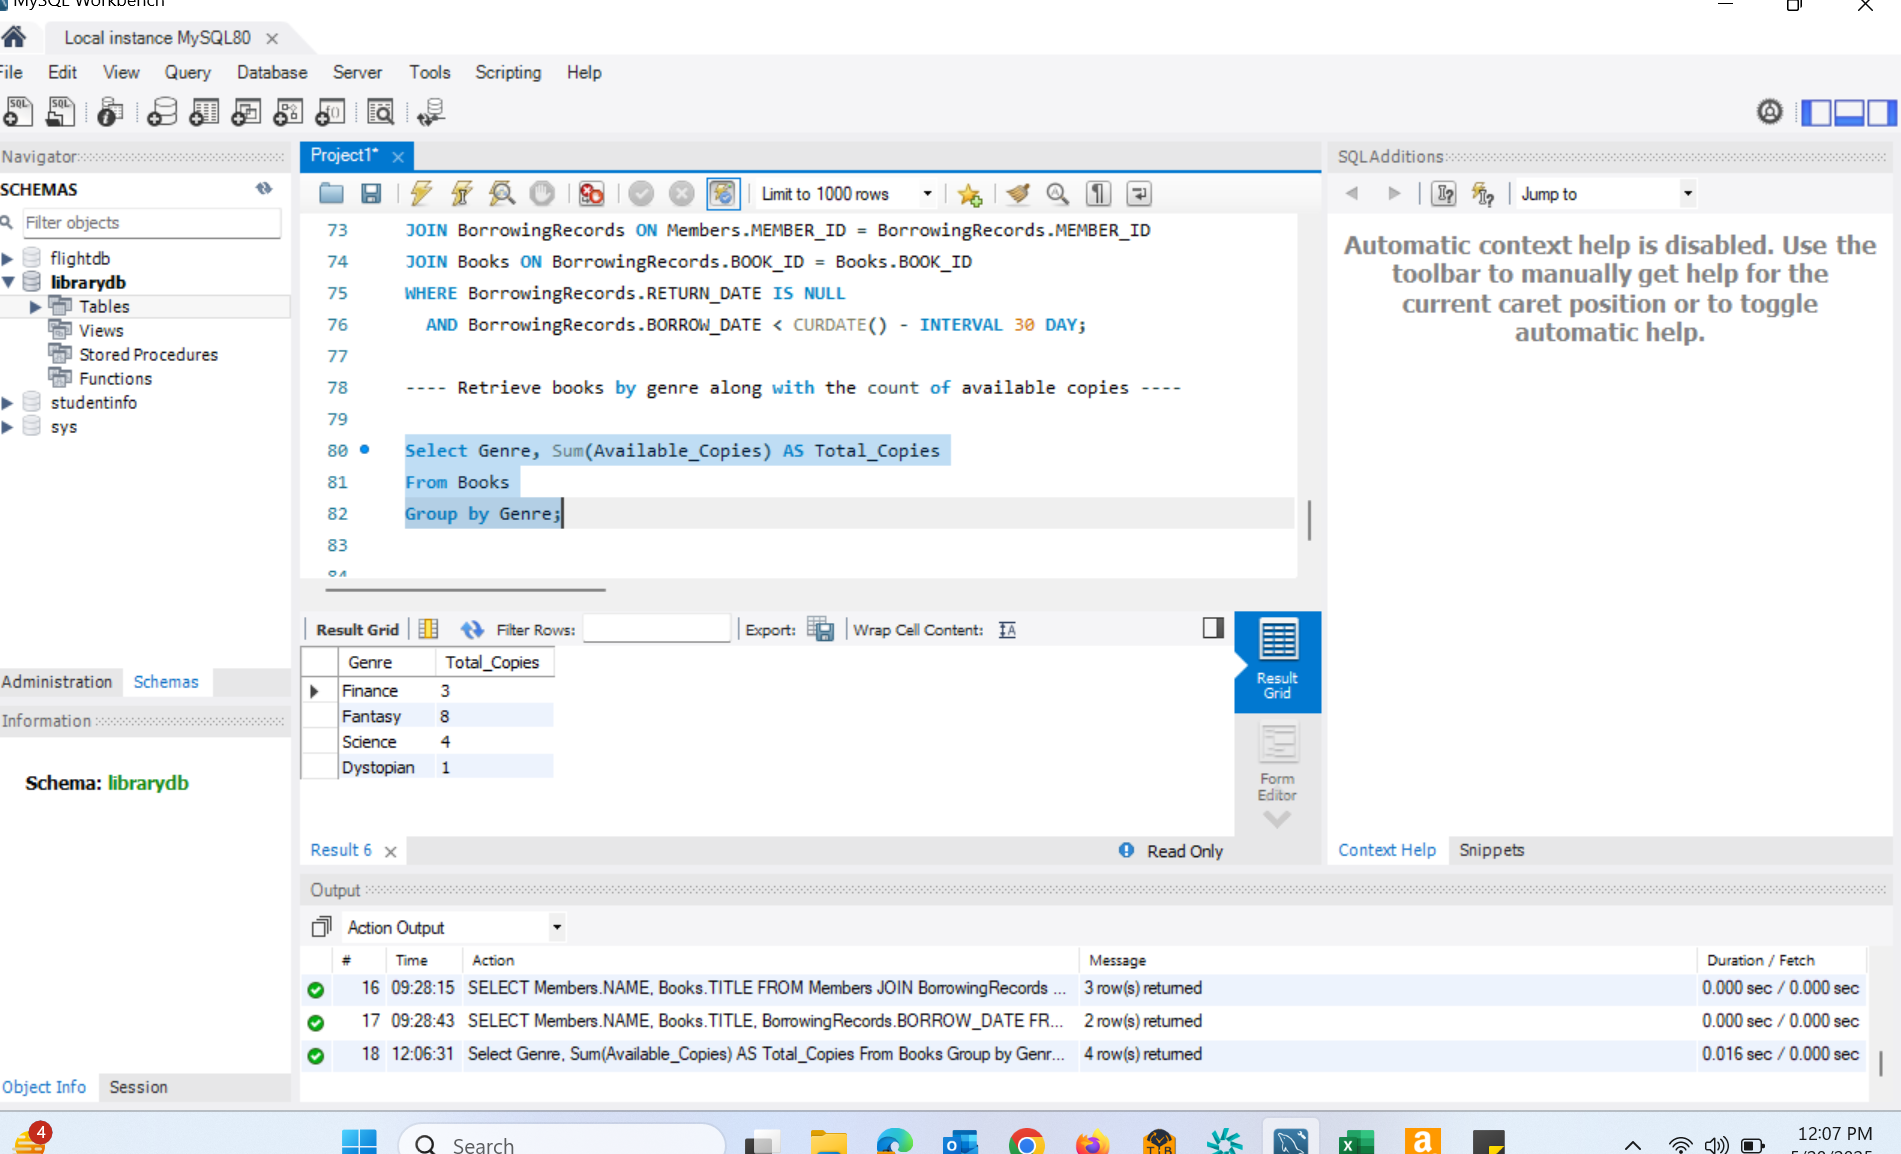 MySQL Workbench
Local instance MySQL80
File Edit View Query Database Server Tools Scripting Help
Navigator
SCHEMAS
Filter objects
flightdb
librarydb
Tables
Views
Stored Procedures
Functions
studentinfo
sys
Administration Schemas
Information
Schema: librarydb
Object Info Session
Project1*
Limit to 1000 rows
73 JOIN BorrowingRecords ON Members.MEMBER_ID = BorrowingRecords.MEMBER_ID
74 JOIN Books ON BorrowingRecords.BOOK_ID = Books.BOOK_ID
75 WHERE BorrowingRecords.RETURN_DATE IS NULL
76 AND BorrowingRecords.BORROW_DATE < CURDATE() - INTERVAL 30 DAY;
77
78 ---- Retrieve books by genre along with the count of available copies ----
79
80 Select Genre, Sum(Available_Copies) AS Total_Copies
81 From Books
82 Group by Genre;
83
84
Result Grid Filter Rows: Export: Wrap Cell Content:
Genre Total_Copies
Finance 3
Fantasy 8
Science 4
Dystopian 1
Result Grid
Form Editor
Result 6
Read Only
SQLAdditions
Jump to
Automatic context help is disabled. Use the
toolbar to manually get help for the
current caret position or to toggle
automatic help.
Context Help Snippets
Output
Action Output
# Time Action Message Duration / Fetch
16 09:28:15 SELECT Members.NAME, Books.TITLE FROM Members JOIN BorrowingRecords ... 3 row(s) returned 0.000 sec / 0.000 sec
17 09:28:43 SELECT Members.NAME, Books.TITLE, BorrowingRecords.BORROW_DATE FR... 2 row(s) returned 0.000 sec / 0.000 sec
18 12:06:31 Select Genre, Sum(Available_Copies) AS Total_Copies From Books Group by Genr... 4 row(s) returned 0.016 sec / 0.000 sec
4
Search
12:07 PM